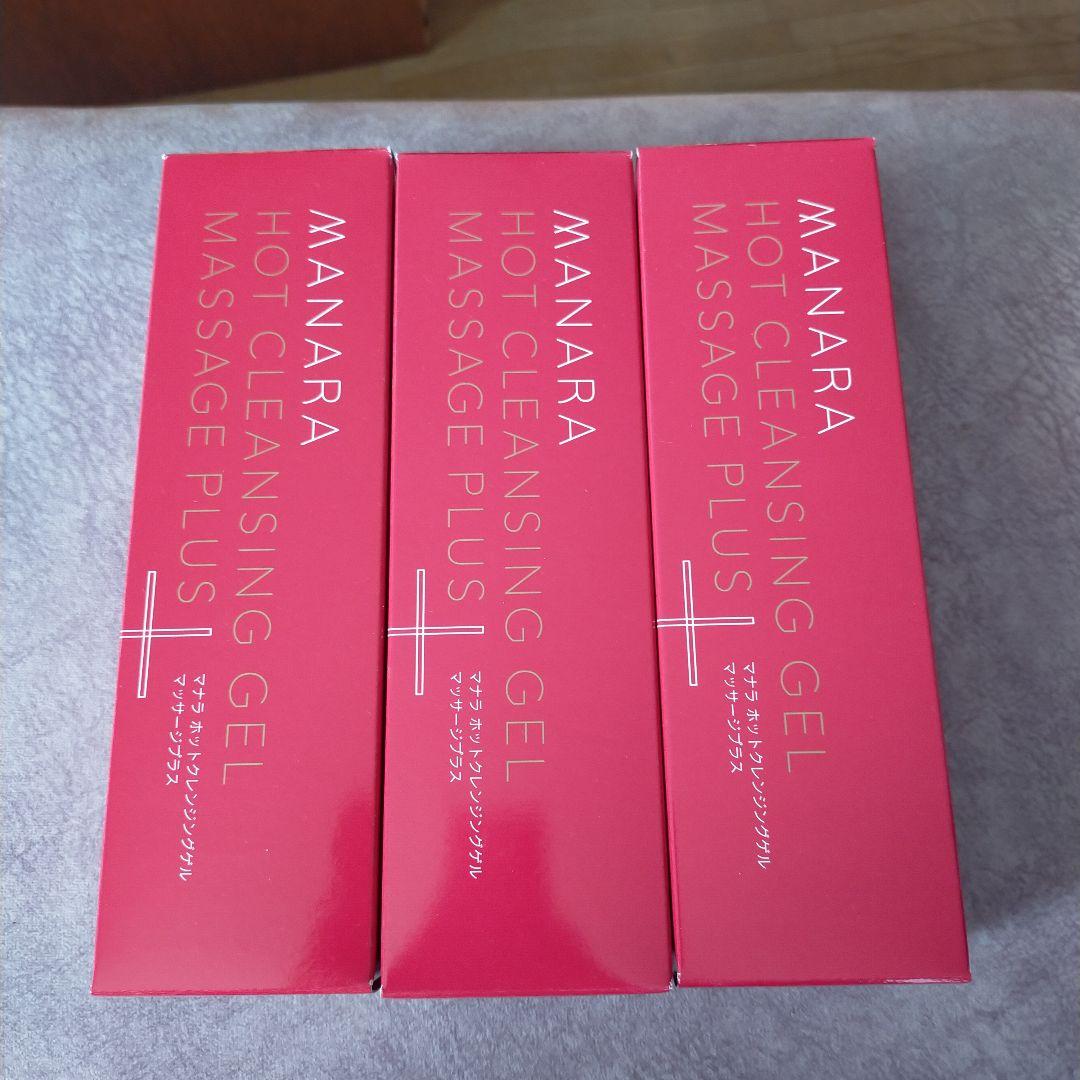 MANARA
HOT CLEANSING GEL
MASSAGE PLUS
マナラ ホットクレンジングゲル
マッサージプラス
MANARA
HOT CLEANSING GEL
MASSAGE PLUS
マナラ ホットクレンジングゲル
マッサージプラス
MANARA
HOT CLEANSING GEL
MASSAGE PLUS
マナラ ホットクレンジングゲル
マッサージプラス